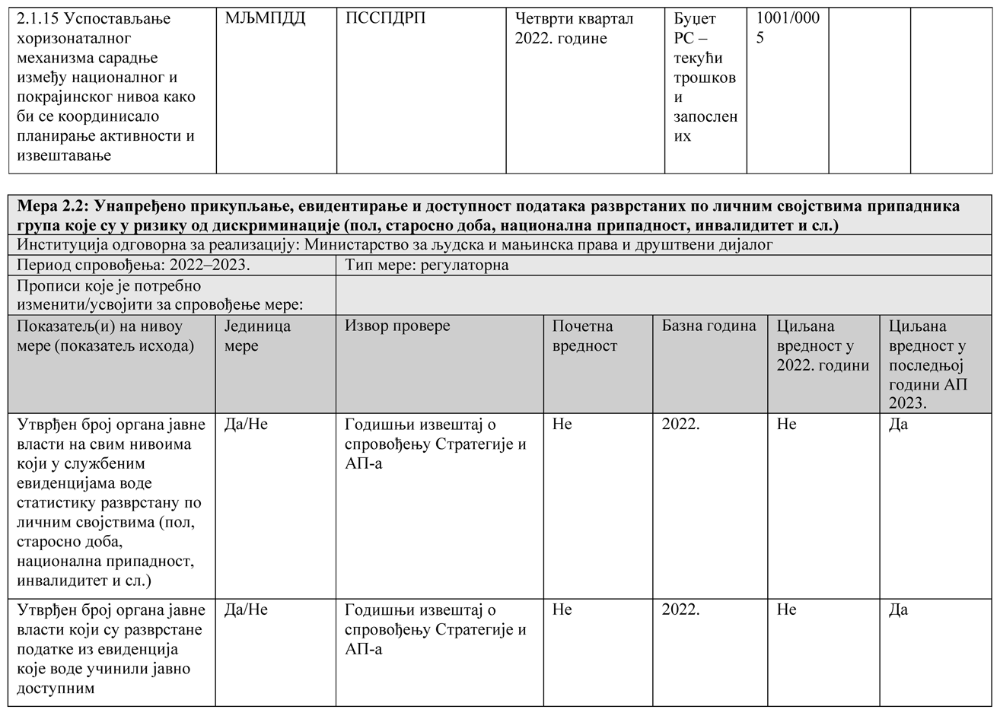 2.1.15 Успостављање
хоризонаталног
механизма сарадње
између националног и
покрајинског нивоа како
би се координисало
планирање активности и
извештавање
МЉМПДД
ПССПДРП
Четврти квартал
2022. године
Буџет
РС –
текући
трошков
и
запослен
их
1001/000
5
Мера 2.2: Унапређено прикупљање, евидентирање и доступност података разврстаних по личним својствима припадника
група које су у ризику од дискриминације (пол, старосно доба, национална припадност, инвалидитет и сл.)
Институција одговорна за реализацију: Министарство за људска и мањинска права и друштвени дијалог
Период спровођења: 2022–2023.
Тип мере: регулаторна
Прописи које је потребно
изменити/усвојити за спровођење мере:
Показатељ(и) на нивоу
мере (показатељ исхода)
Јединица
мере
Извор провере
Почетна
вредност
Базна година
Циљана
вредност у
2022. години
Циљана
вредност у
последњој
години АП
2023.
Утврђен број органа јавне
власти на свим нивоима
који у службеним
евиденцијама воде
статистику разврстану по
личним својствима (пол,
старосно доба,
национална припадност,
инвалидитет и сл.)
Да/Не
Годишњи извештај о
спровођењу Стратегије и
АП-а
Не
2022.
Не
Да
Утврђен број органа јавне
власти који су разврстане
податке из евиденција
које воде учинили јавно
доступним
Да/Не
Годишњи извештај о
спровођењу Стратегије и
АП-а
Не
2022.
Не
Да